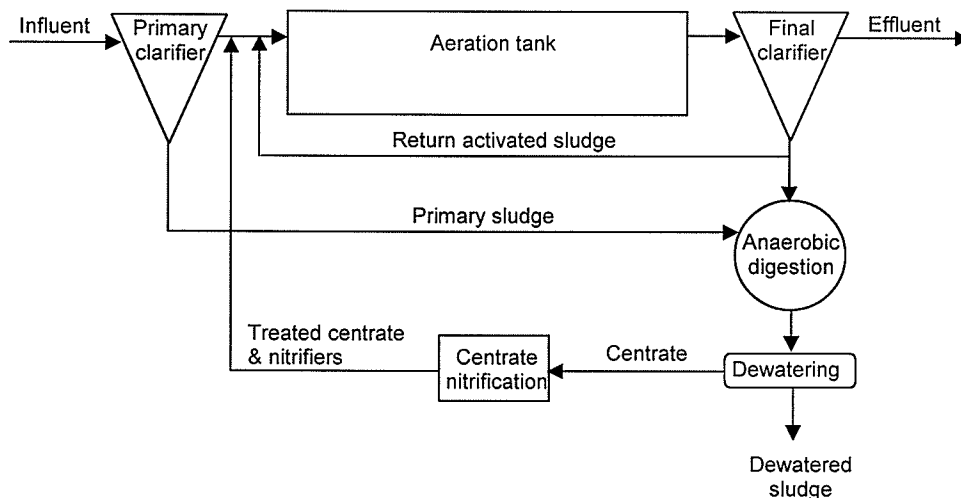 Influent
Primary
clarifier
Aeration tank
Final
clarifier
Effluent
Return activated sludge
Primary sludge
Anaerobic
digestion
Treated centrate
& nitrifiers
Centrate
nitrification
Centrate
Dewatering
Dewatered
sludge